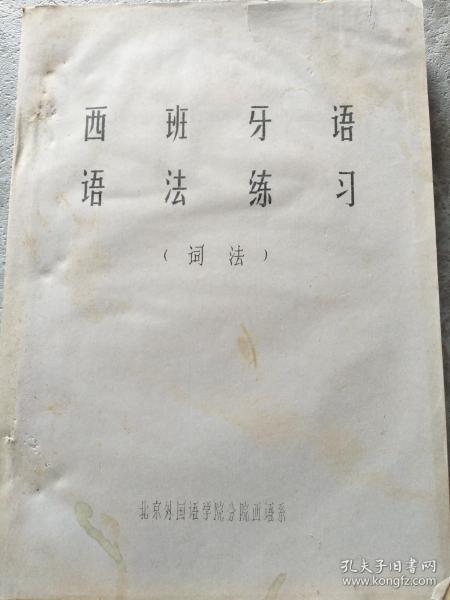 西班牙语
语法练习
（词法）
北京外国语学院分院西语系
孔夫子旧书网
www.kongfz.com